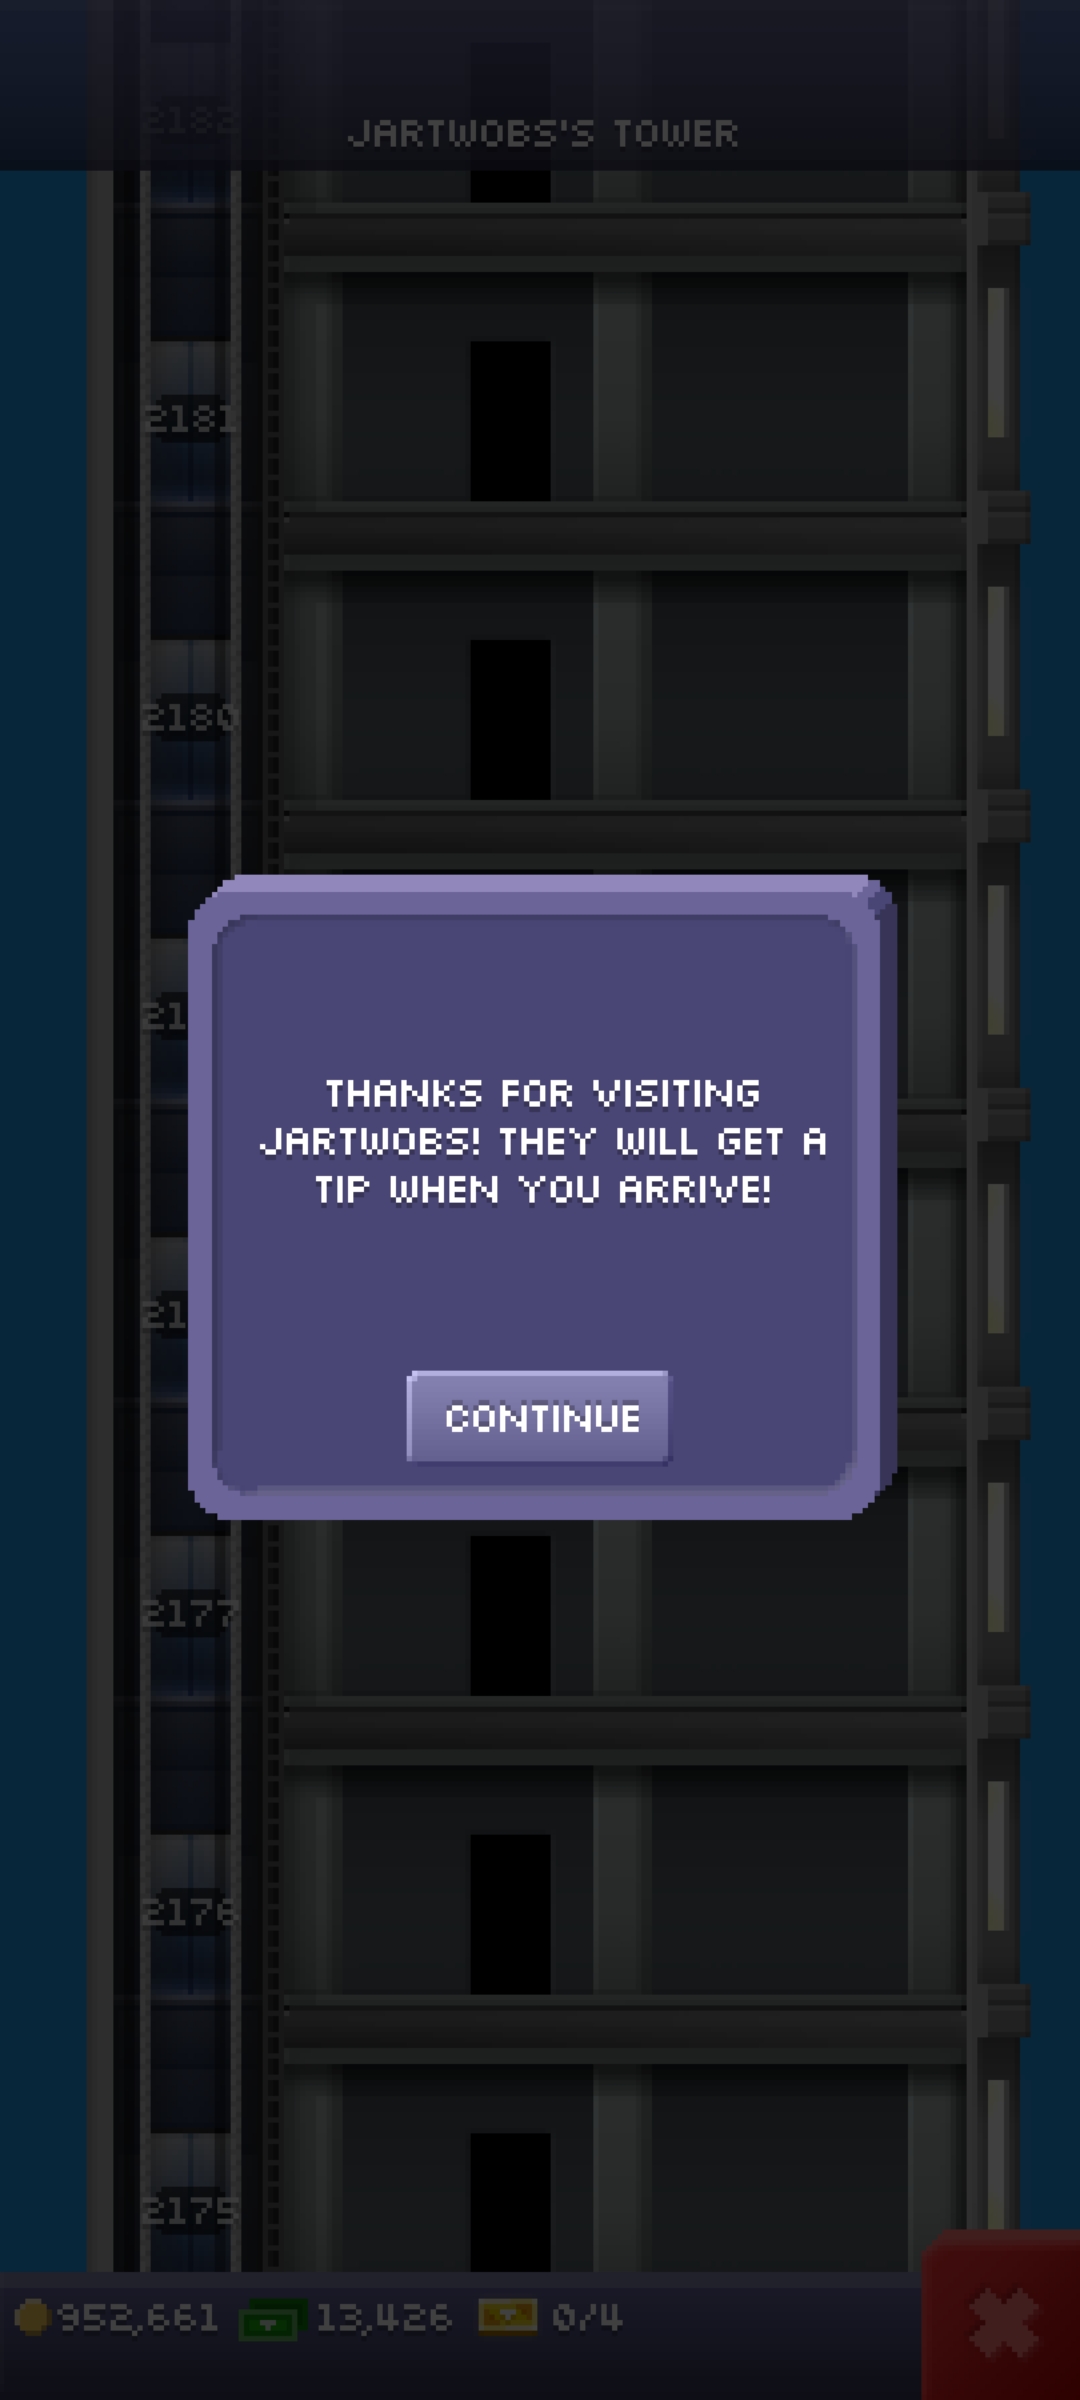 2182
JARTWOBS'S TOWER
2181
2180
21
THANKS FOR VISITING
JARTWOBS! THEY WILL GET A
TIP WHEN YOU ARRIVE!
21
CONTINUE
2177
2176
2175
952,661 13,426 0/4